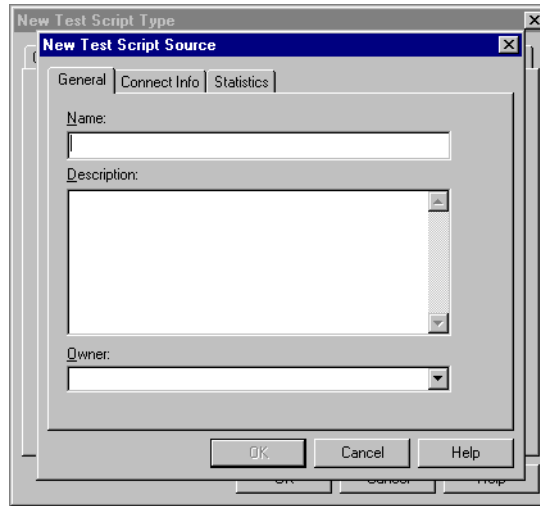 New Test Script Type
New Test Script Source
General Connect Info Statistics
Name:
Description:
Owner:
OK Cancel Help